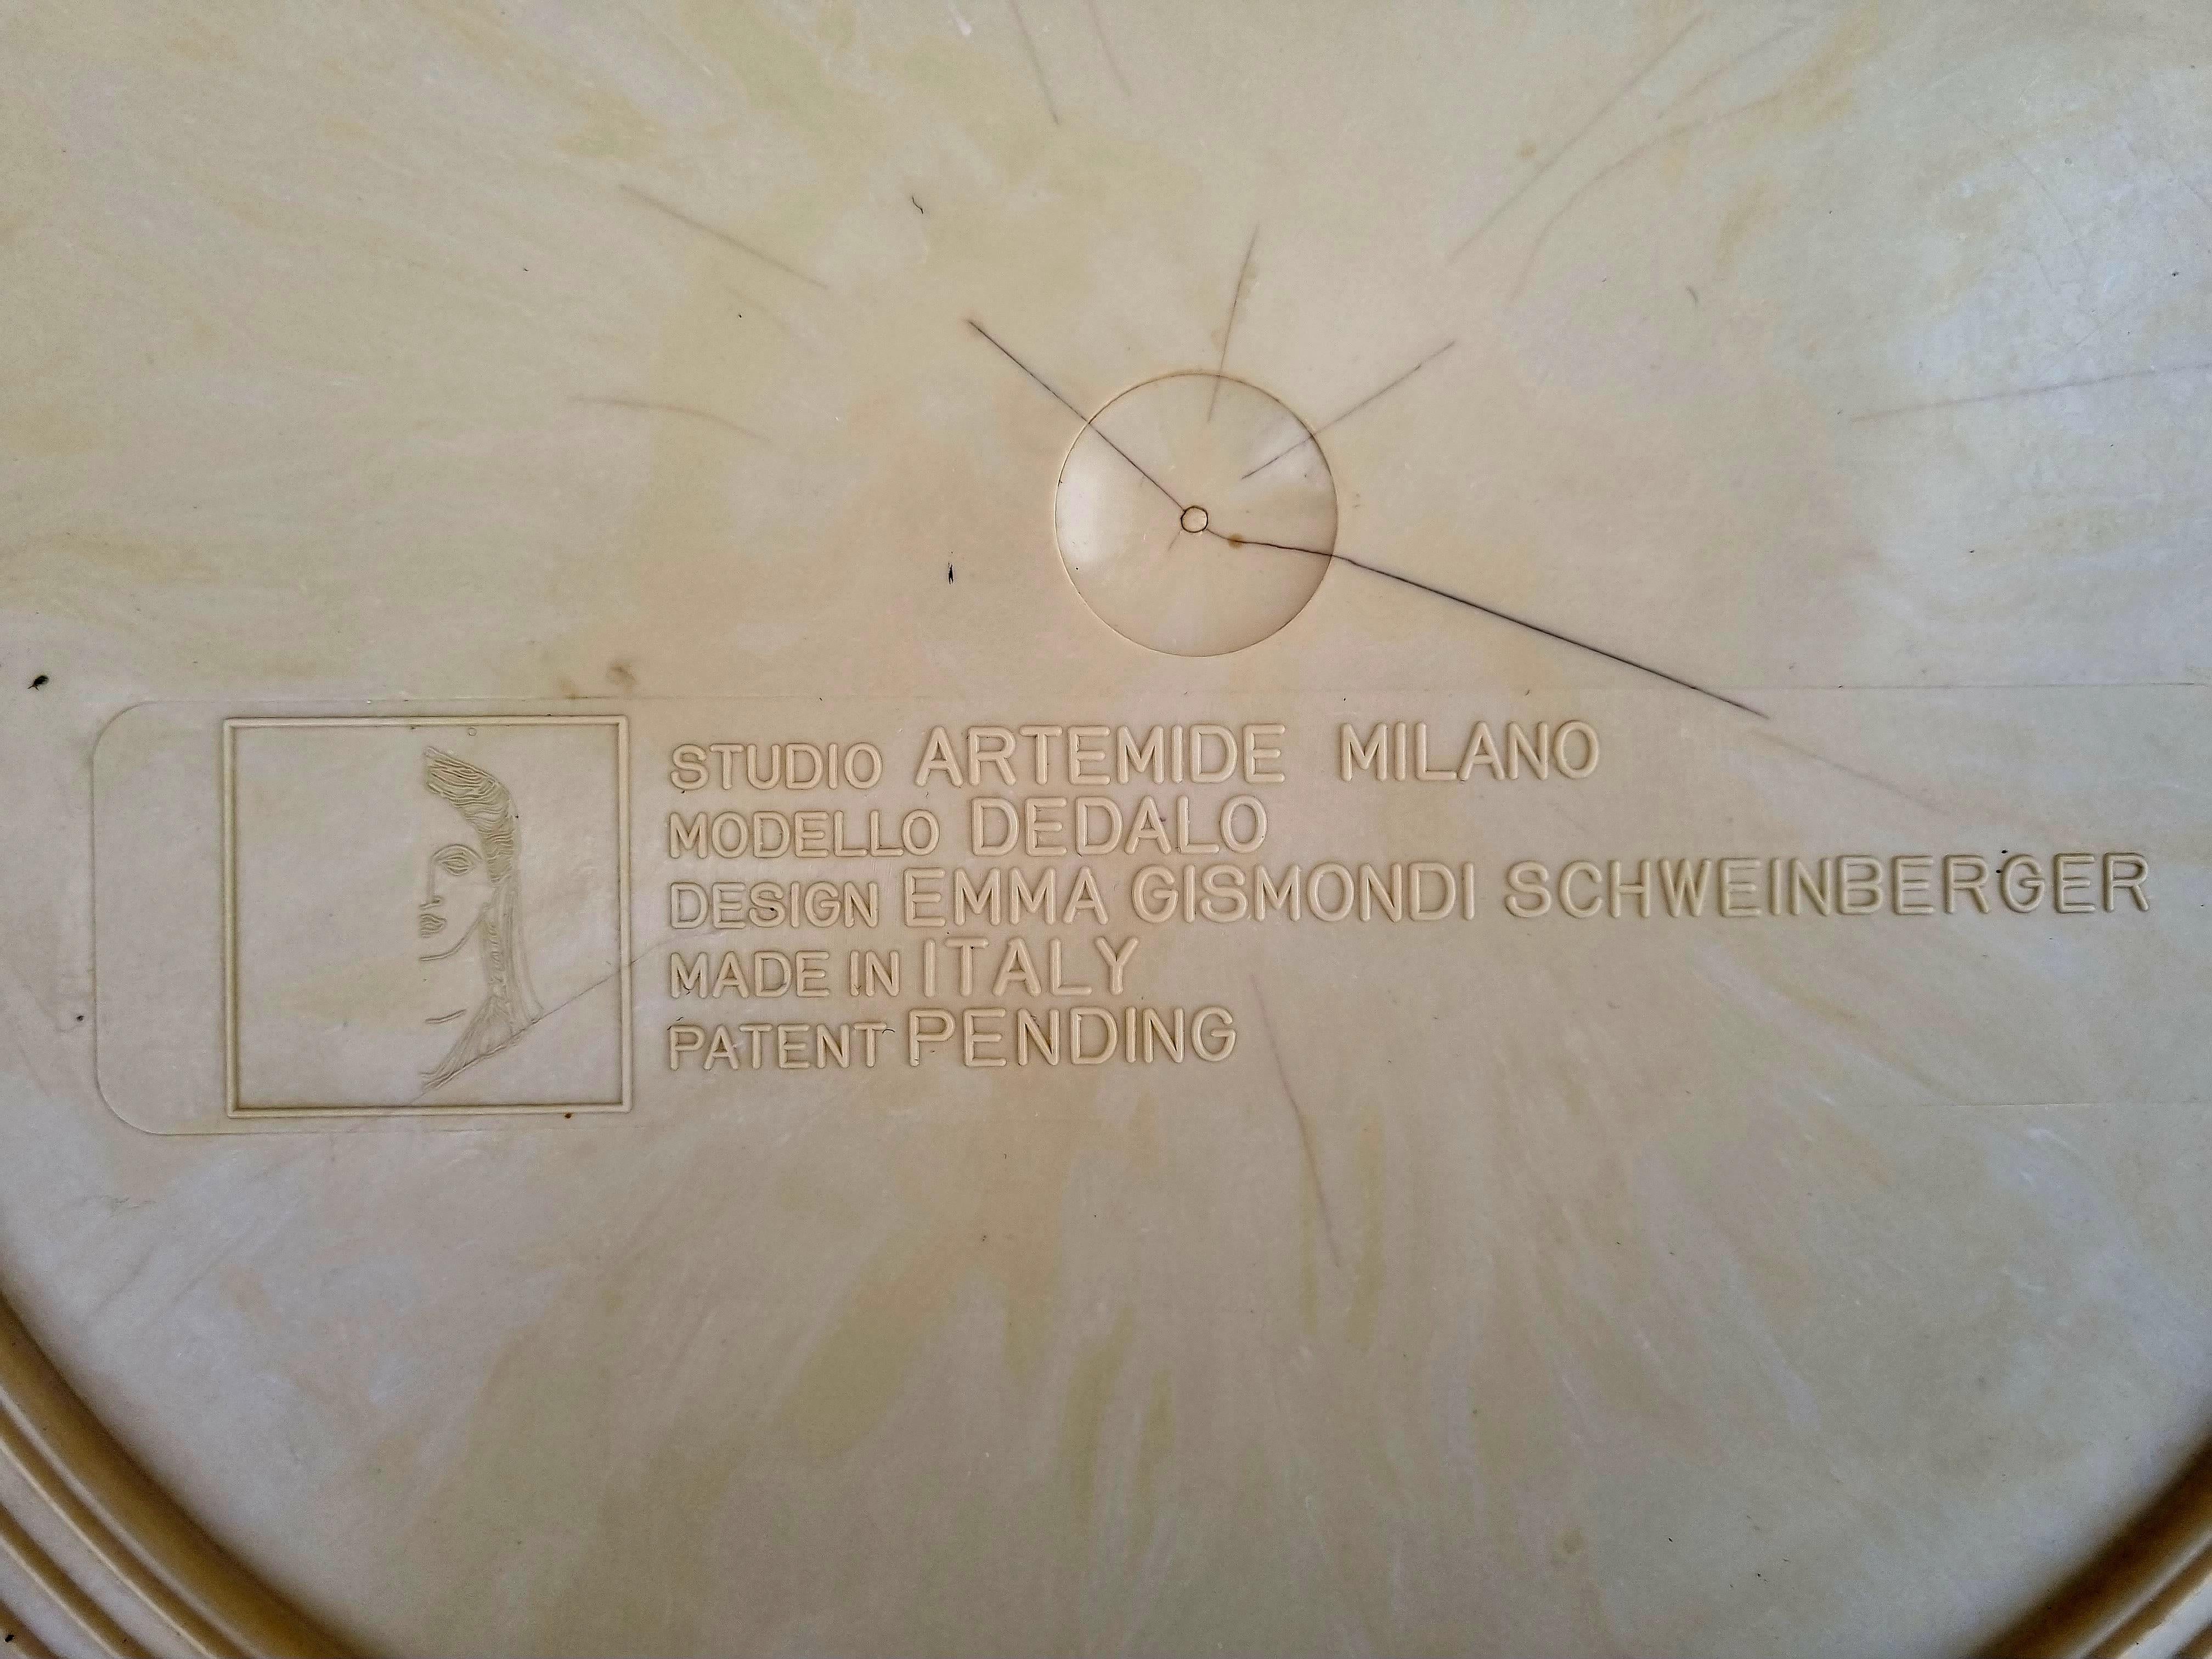 STUDIO ARTEMIDE MILANO
MODELLO DEDALO
DESIGN EMMA GISMONDI SCHWEINBERGER
MADE IN ITALY
PATENT PENDING